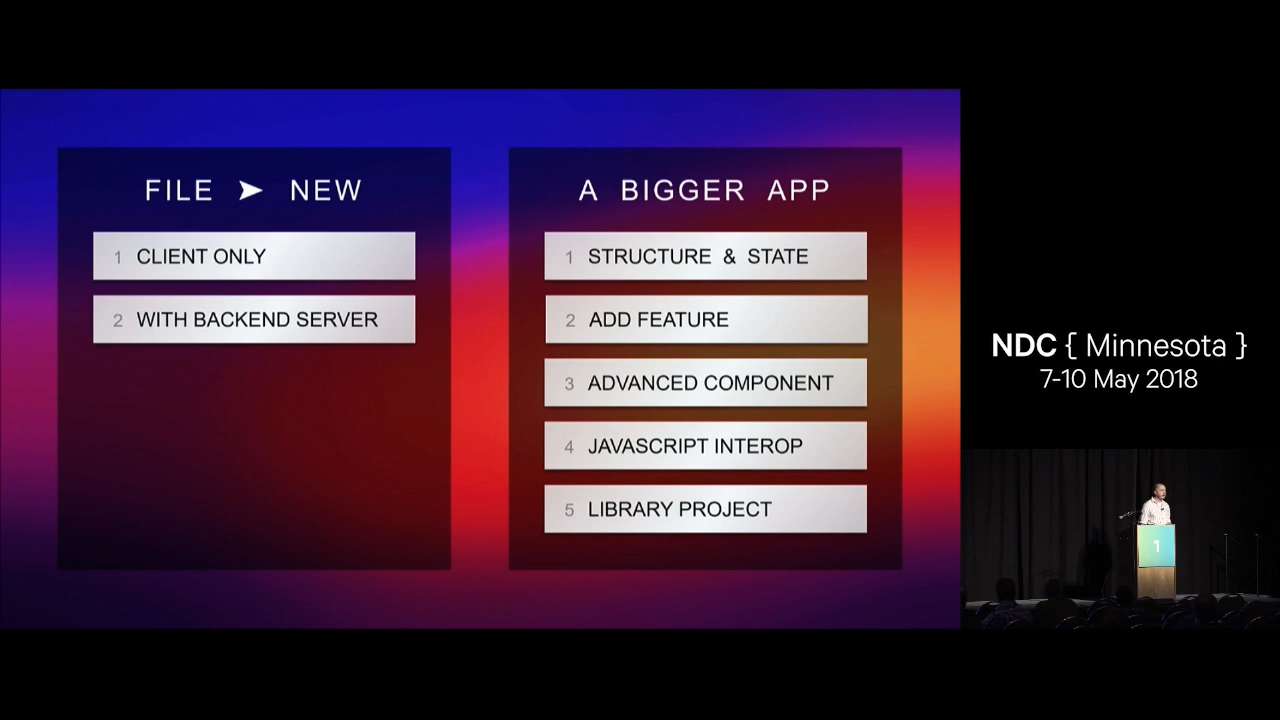 FILE ➤ NEW
1 CLIENT ONLY
2 WITH BACKEND SERVER
A BIGGER APP
1 STRUCTURE & STATE
2 ADD FEATURE
3 ADVANCED COMPONENT
4 JAVASCRIPT INTEROP
5 LIBRARY PROJECT
NDC { Minnesota }
7-10 May 2018
1